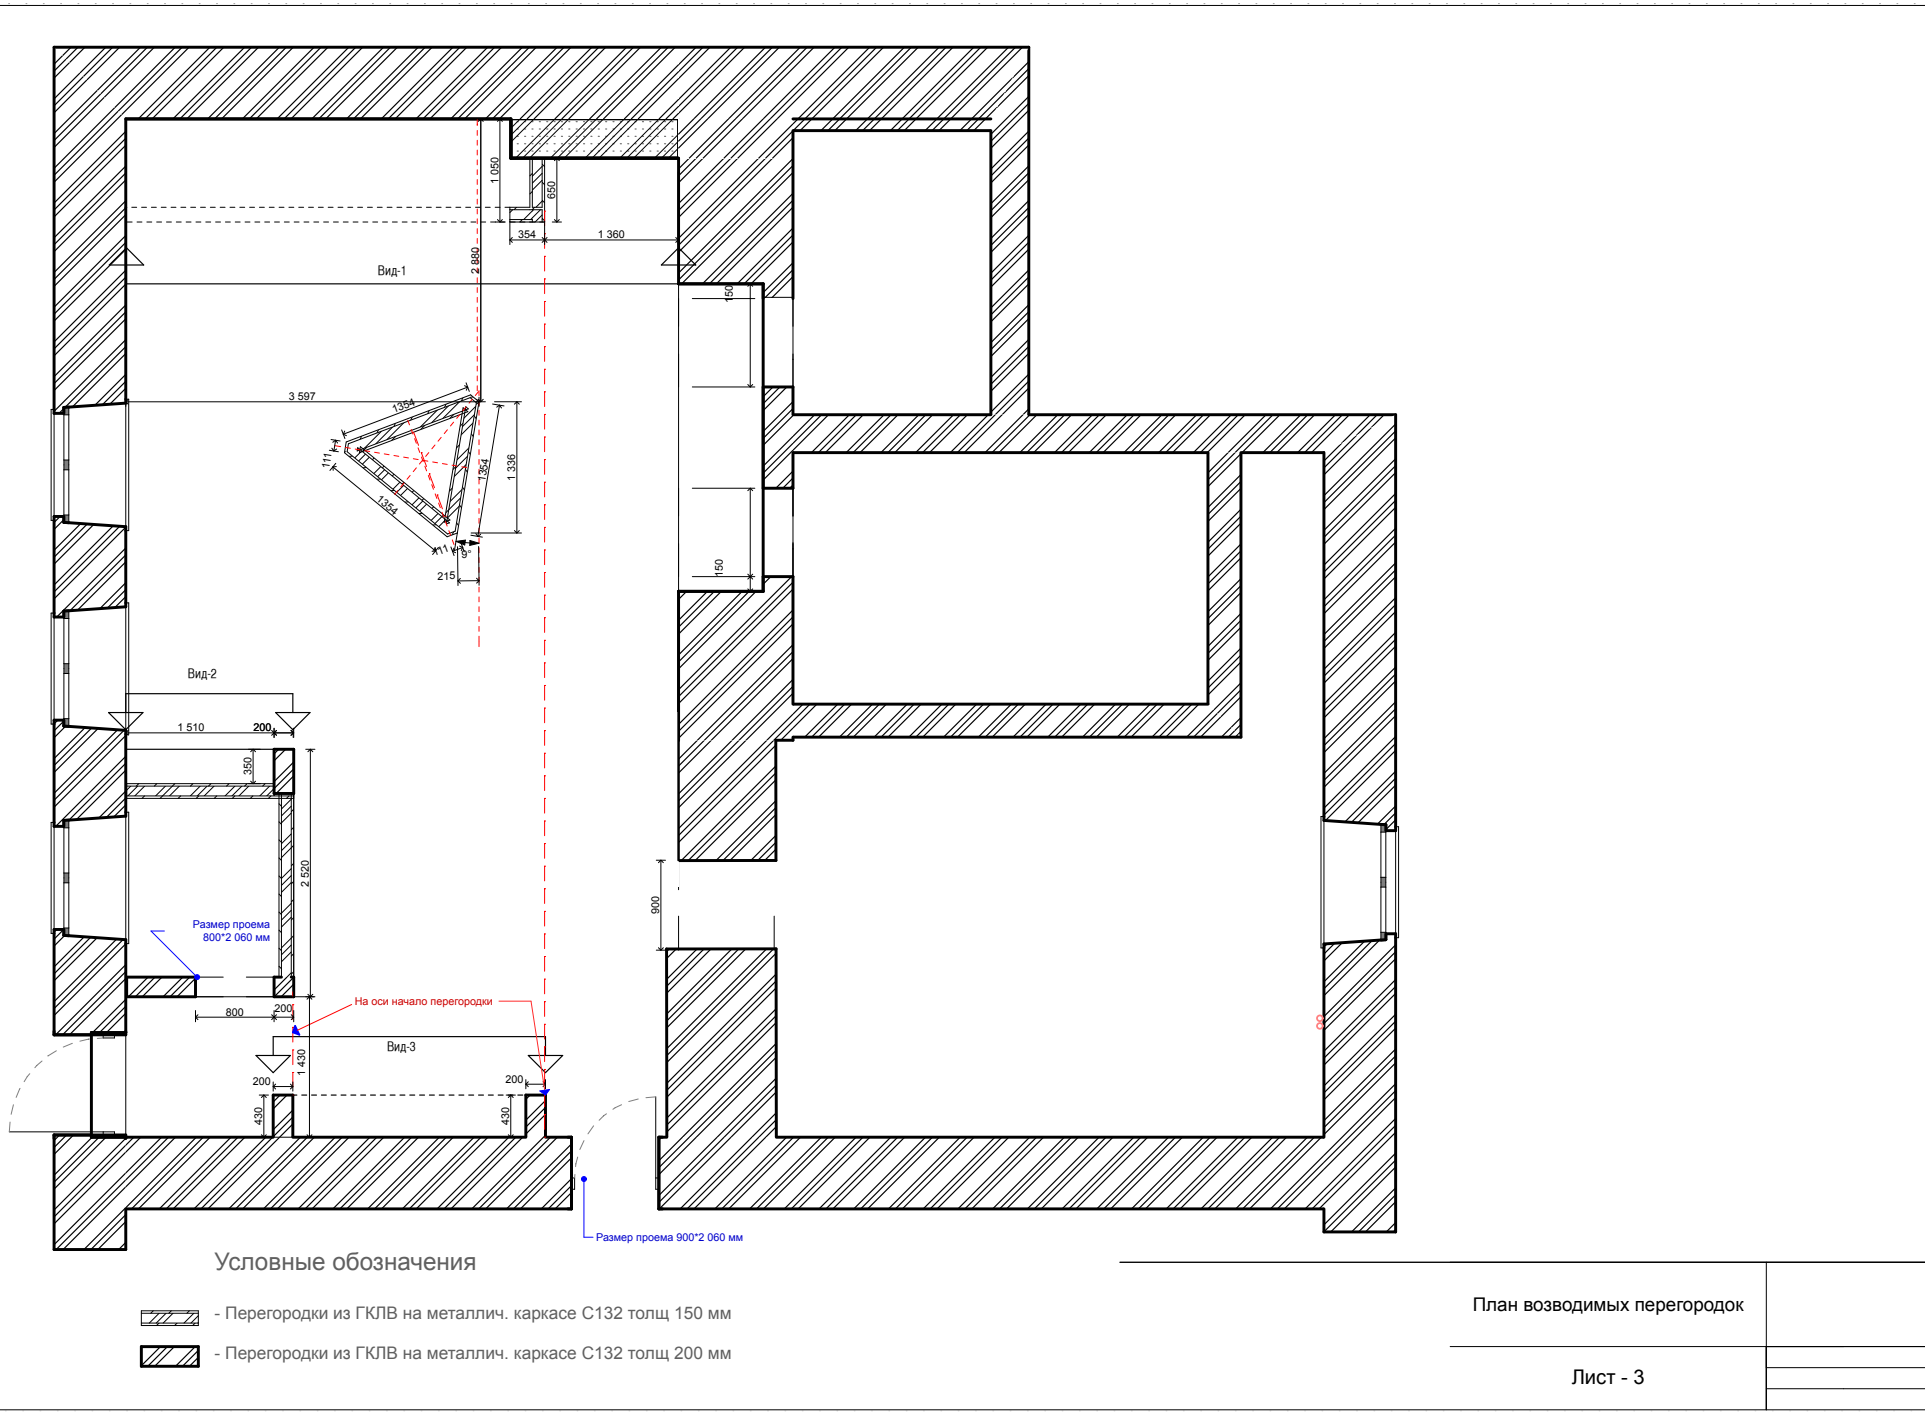 1 050
650
354
1 360
2 880
Вид-1
150
3 597
1354
111
1354
1 336
1354
111
9°
215
150
Вид-2
1 510
200
350
2 520
Размер проема
800*2 060 мм
900
На оси начало перегородки
800
200
Вид-3
1 430
200
200
430
430
Размер проема 900*2 060 мм
Условные обозначения
- Перегородки из ГКЛВ на металлич. каркасе С132 толщ 150 мм
- Перегородки из ГКЛВ на металлич. каркасе С132 толщ 200 мм
План возводимых перегородок
Лист - 3